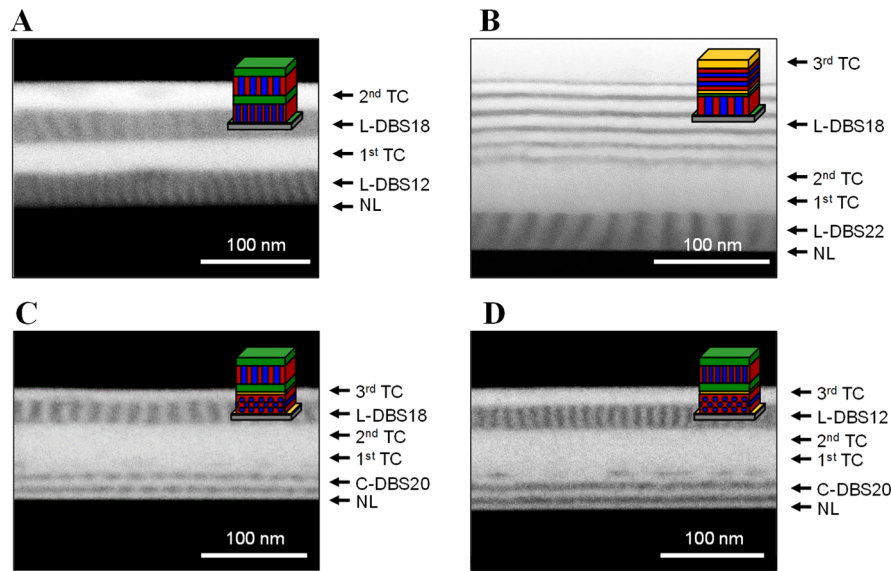 A
2nd TC
L-DBS18
1st TC
L-DBS12
NL
100 nm
B
3rd TC
L-DBS18
2nd TC
1st TC
L-DBS22
NL
100 nm
C
3rd TC
L-DBS18
2nd TC
1st TC
C-DBS20
NL
100 nm
D
3rd TC
L-DBS12
2nd TC
1st TC
C-DBS20
NL
100 nm